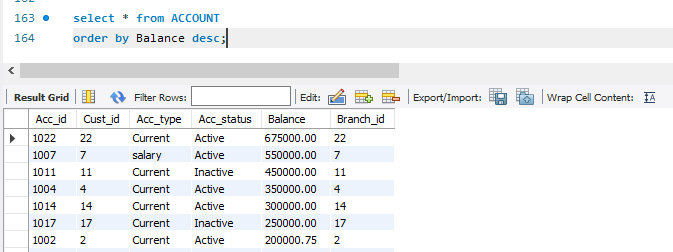 163 select * from ACCOUNT
164 order by Balance desc;
Result Grid Filter Rows: Edit: Export/Import: Wrap Cell Content: IA
Acc_id Cust_id Acc_type Acc_status Balance Branch_id
1022 22 Current Active 675000.00 22
1007 7 salary Active 550000.00 7
1011 11 Current Inactive 450000.00 11
1004 4 Current Active 350000.00 4
1014 14 Current Active 300000.00 14
1017 17 Current Inactive 250000.00 17
1002 2 Current Active 200000.75 2